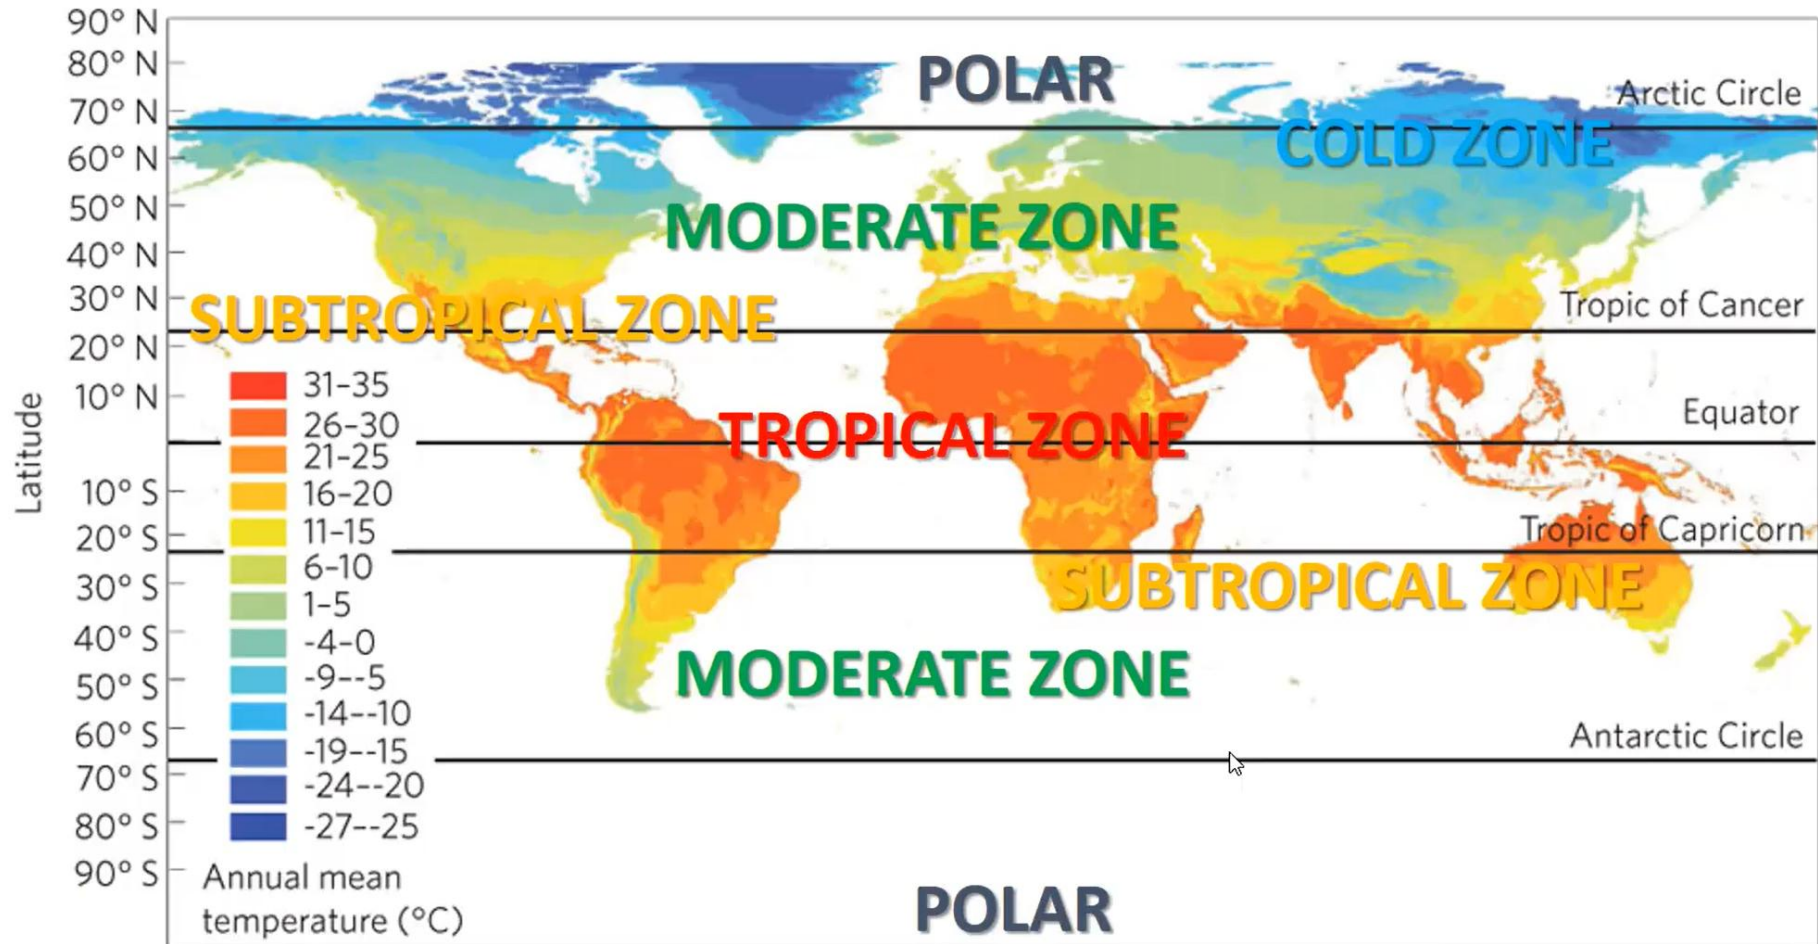 90° N
80° N
70° N
60° N
50° N
40° N
30° N
20° N
10° N
10° S
20° S
30° S
40° S
50° S
60° S
70° S
80° S
90° S
Latitude
POLAR
Arctic Circle
COLD ZONE
MODERATE ZONE
SUBTROPICAL ZONE
Tropic of Cancer
TROPICAL ZONE
Equator
Tropic of Capricorn
SUBTROPICAL ZONE
MODERATE ZONE
Antarctic Circle
POLAR
31–35
26–30
21–25
16–20
11–15
6–10
1–5
-4–0
-9–-5
-14–-10
-19–-15
-24–-20
-27–-25
Annual mean
temperature (°C)